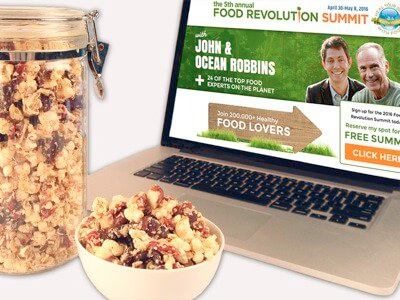 the 5th annual
FOOD REVOLUTION SUMMIT
April 30-May 8, 2016
with
JOHN &
OCEAN ROBBINS
+ 24 OF THE TOP FOOD
EXPERTS ON THE PLANET
Join 200,000+ Healthy
FOOD LOVERS
Sign up for the 2016 Food
Revolution Summit
Reserve my spot for
FREE SUMM
CLICK HERE